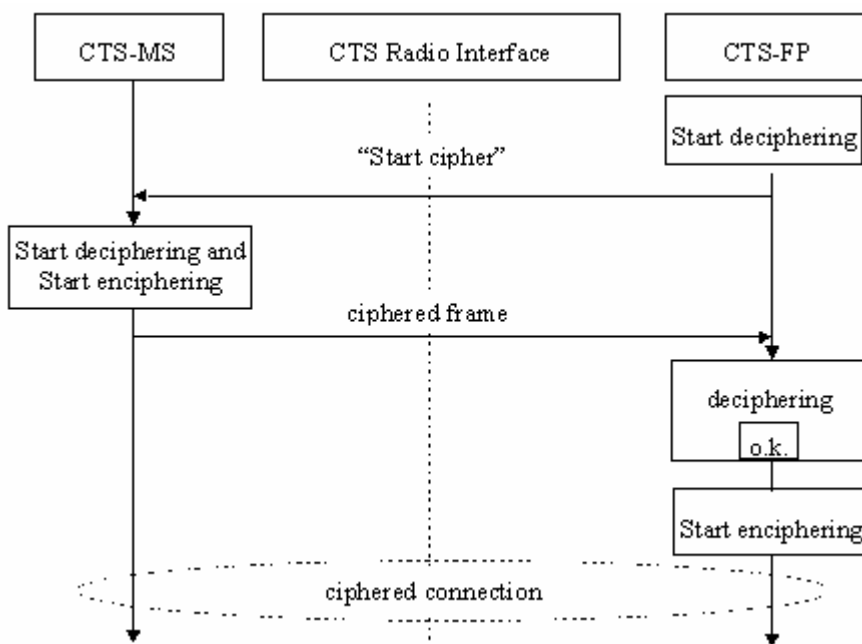 CTS-MS
CTS Radio Interface
CTS-FP
Start deciphering
“Start cipher”
Start deciphering and
Start enciphering
ciphered frame
deciphering
o.k.
Start enciphering
ciphered connection